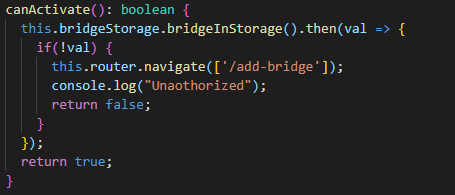 canActivate(): boolean {
this.bridgeStorage.bridgeInStorage().then(val => {
if(!val) {
this.router.navigate(['/add-bridge']);
console.log("Unaothorized");
return false;
}
});
return true;
}